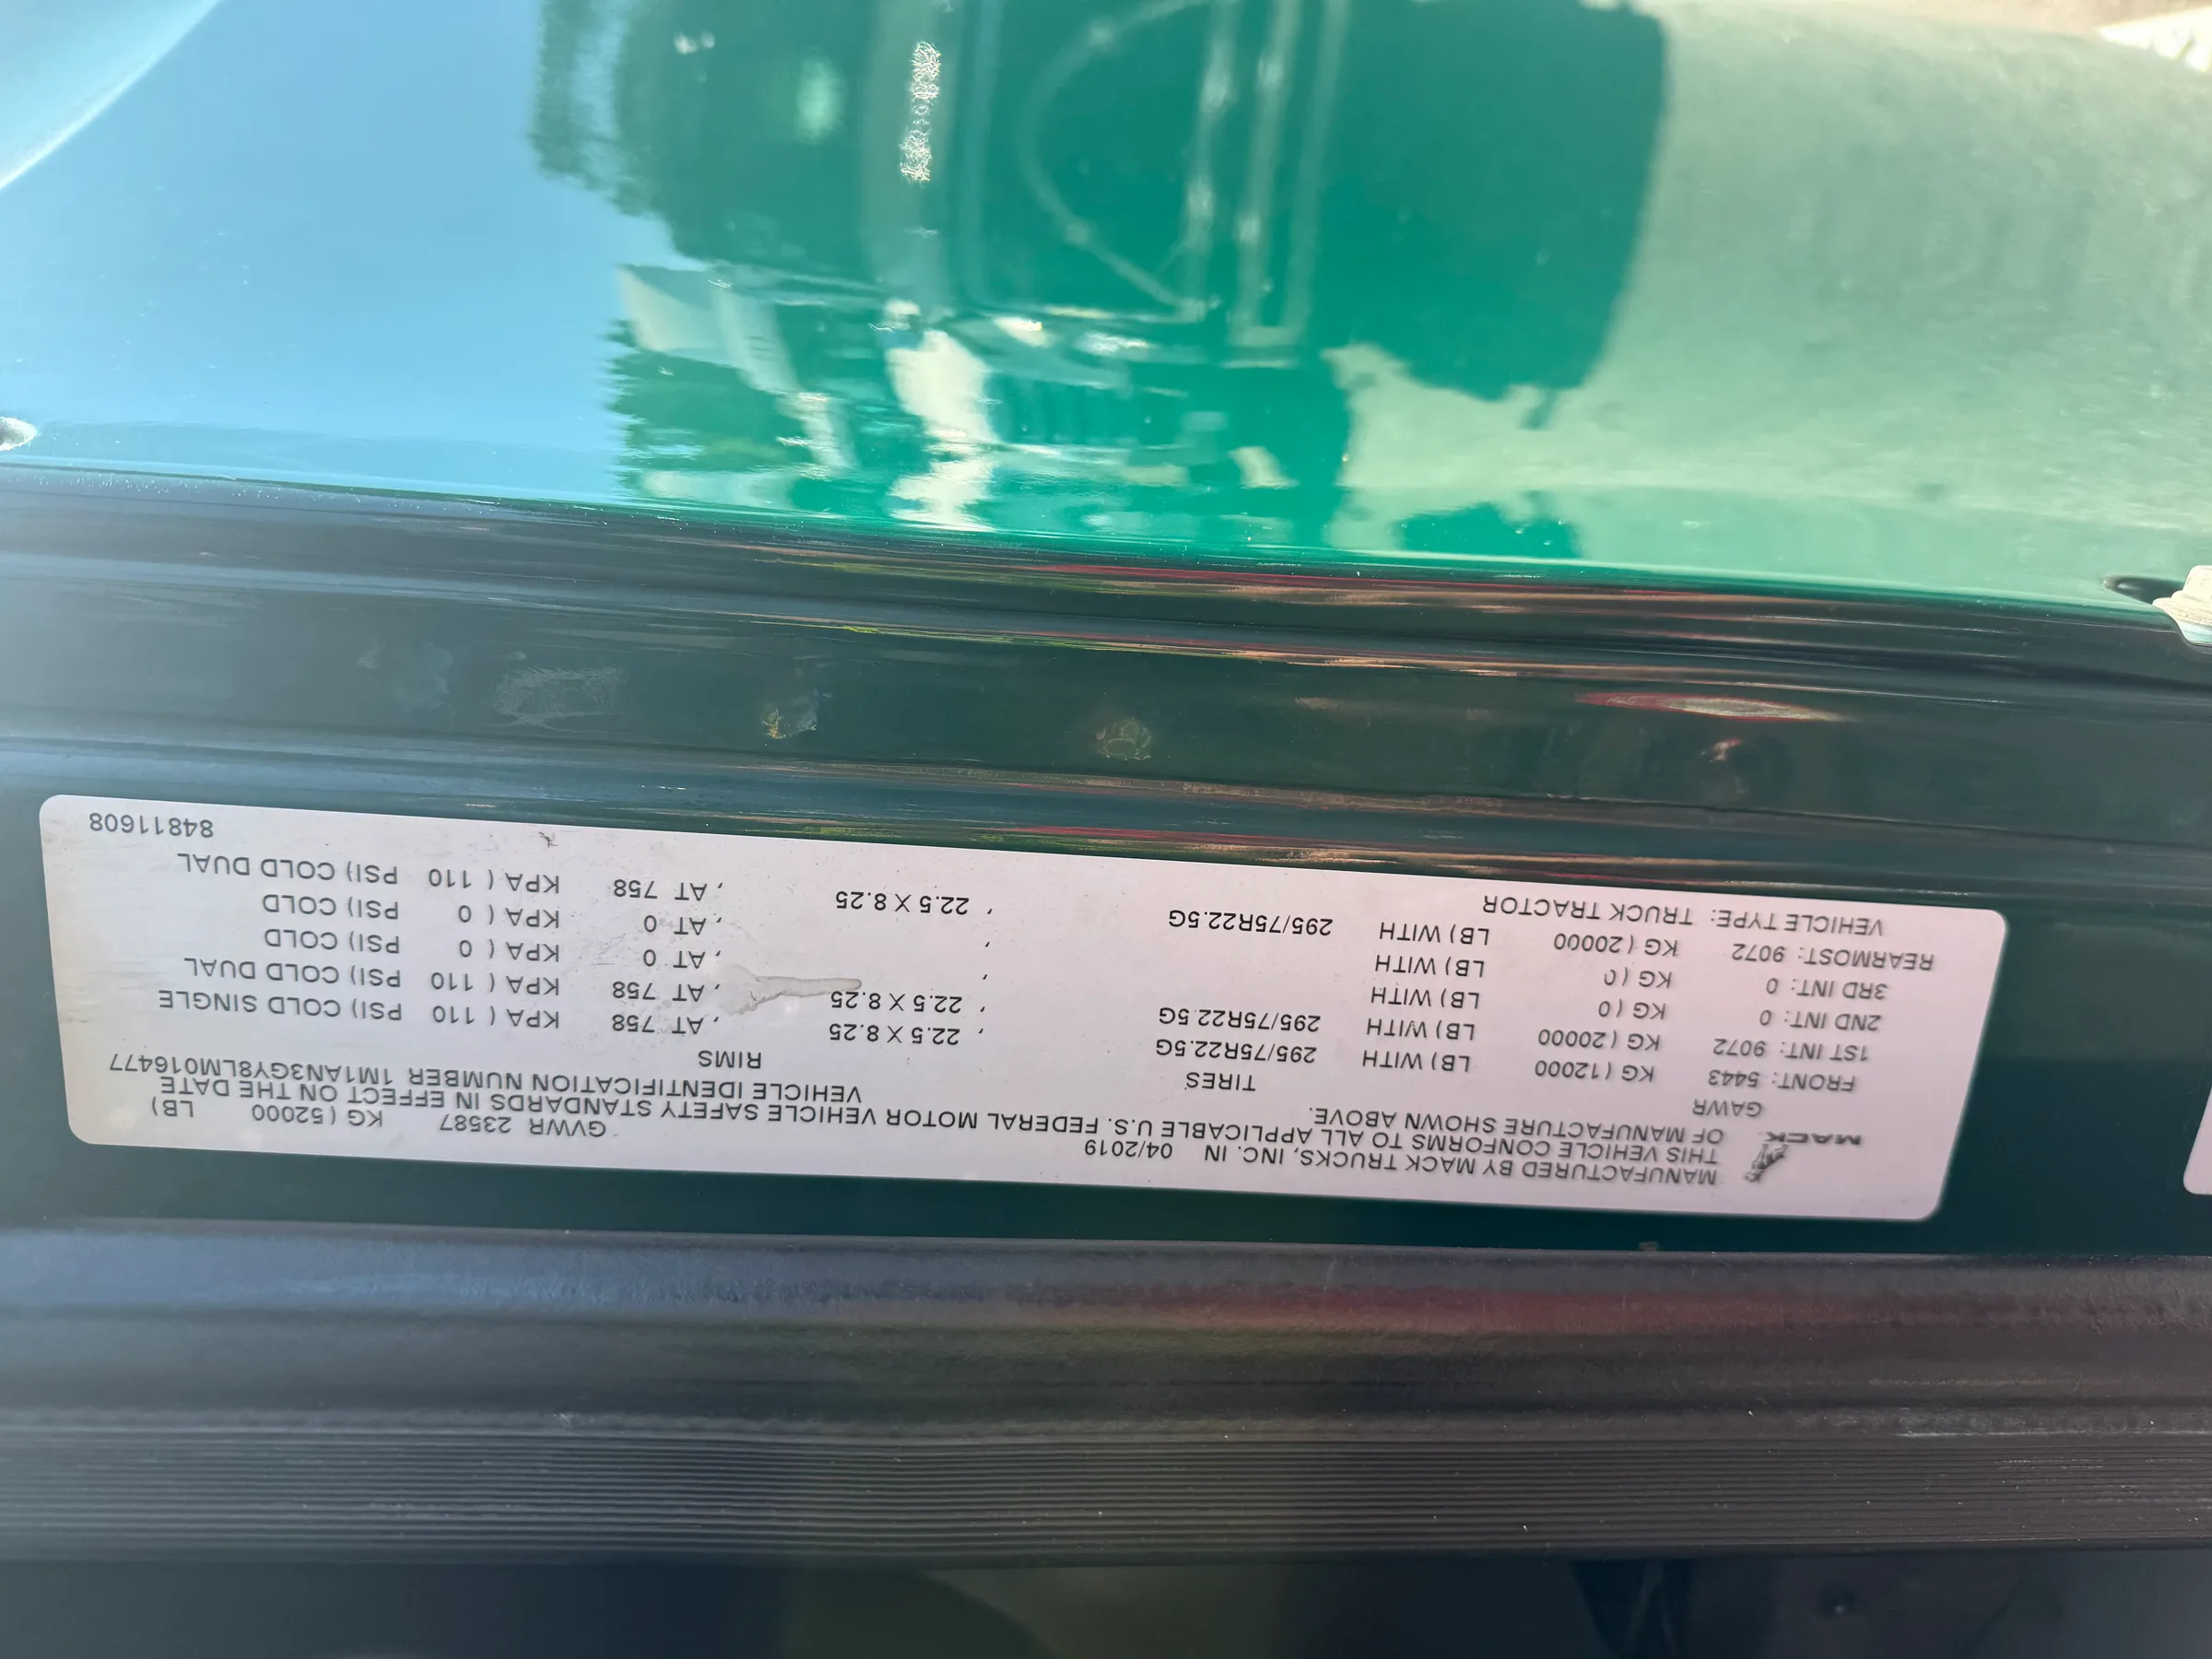 MANUFACTURED BY MACK TRUCKS, INC. IN 04/2019
THIS VEHICLE CONFORMS TO ALL APPLICABLE U.S. FEDERAL MOTOR VEHICLE SAFETY STANDARDS IN EFFECT ON THE DATE
OF MANUFACTURE SHOWN ABOVE.
MACK
GVWR 23587 KG ( 52000 LB)
VEHICLE IDENTIFICATION NUMBER 1M1AN3GY8LM016477
GAWR TIRES RIMS
FRONT: 5443 KG ( 12000 LB) WITH 295/75R22.5G , 22.5 X 8.25 , AT 758 KPA ( 110 PSI) COLD SINGLE
1ST INT: 9072 KG ( 20000 LB) WITH 295/75R22.5G , 22.5 X 8.25 , AT 758 KPA ( 110 PSI) COLD DUAL
2ND INT: 0 KG ( 0 LB) WITH , , AT 0 KPA ( 0 PSI) COLD
3RD INT: 0 KG ( 0 LB) WITH , , AT 0 KPA ( 0 PSI) COLD
REARMOST: 9072 KG ( 20000 LB) WITH 295/75R22.5G , 22.5 X 8.25 , AT 758 KPA ( 110 PSI) COLD DUAL
VEHICLE TYPE: TRUCK TRACTOR
84811608